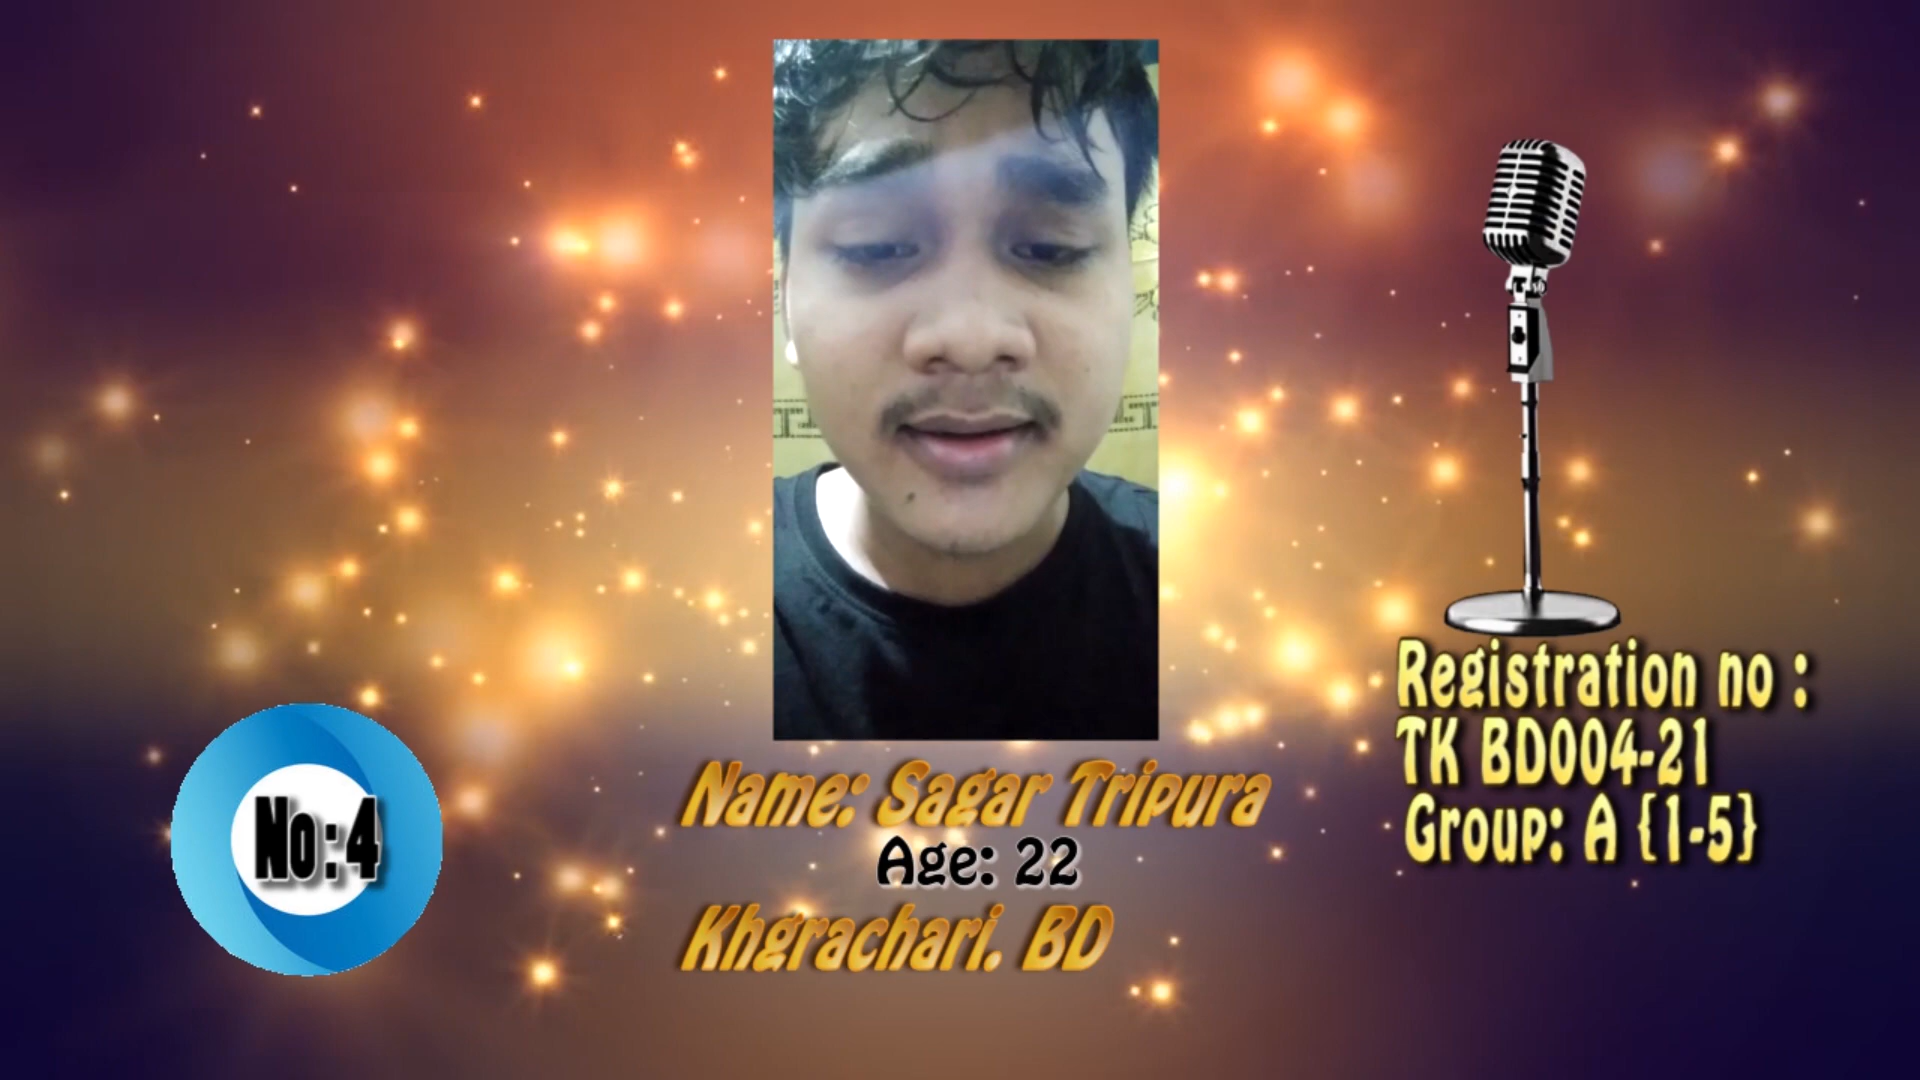 No:4
Name: Sagar Tripura
Age: 22
Khgrachari. BD
Registration no :
TK BD004-21
Group: A {1-5}